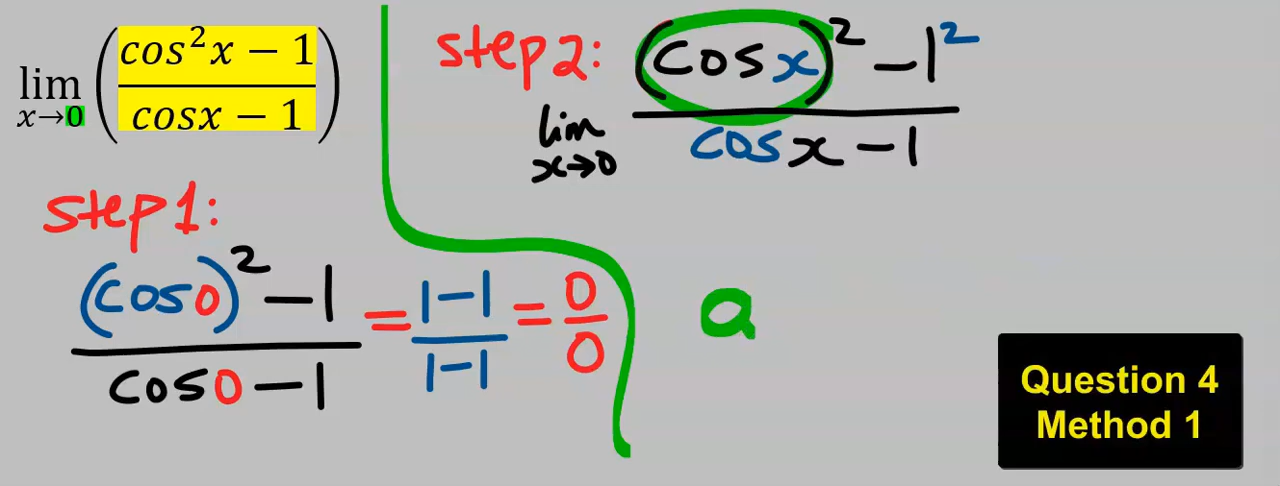 lim x→0 (cos²x − 1 / cosx − 1)
step1:
(cos0)² − 1 / cos0 − 1 = 1−1 / 1−1 = 0/0
step2:
lim x→0 (cosx)² − 1² / cosx − 1
a
Question 4
Method 1